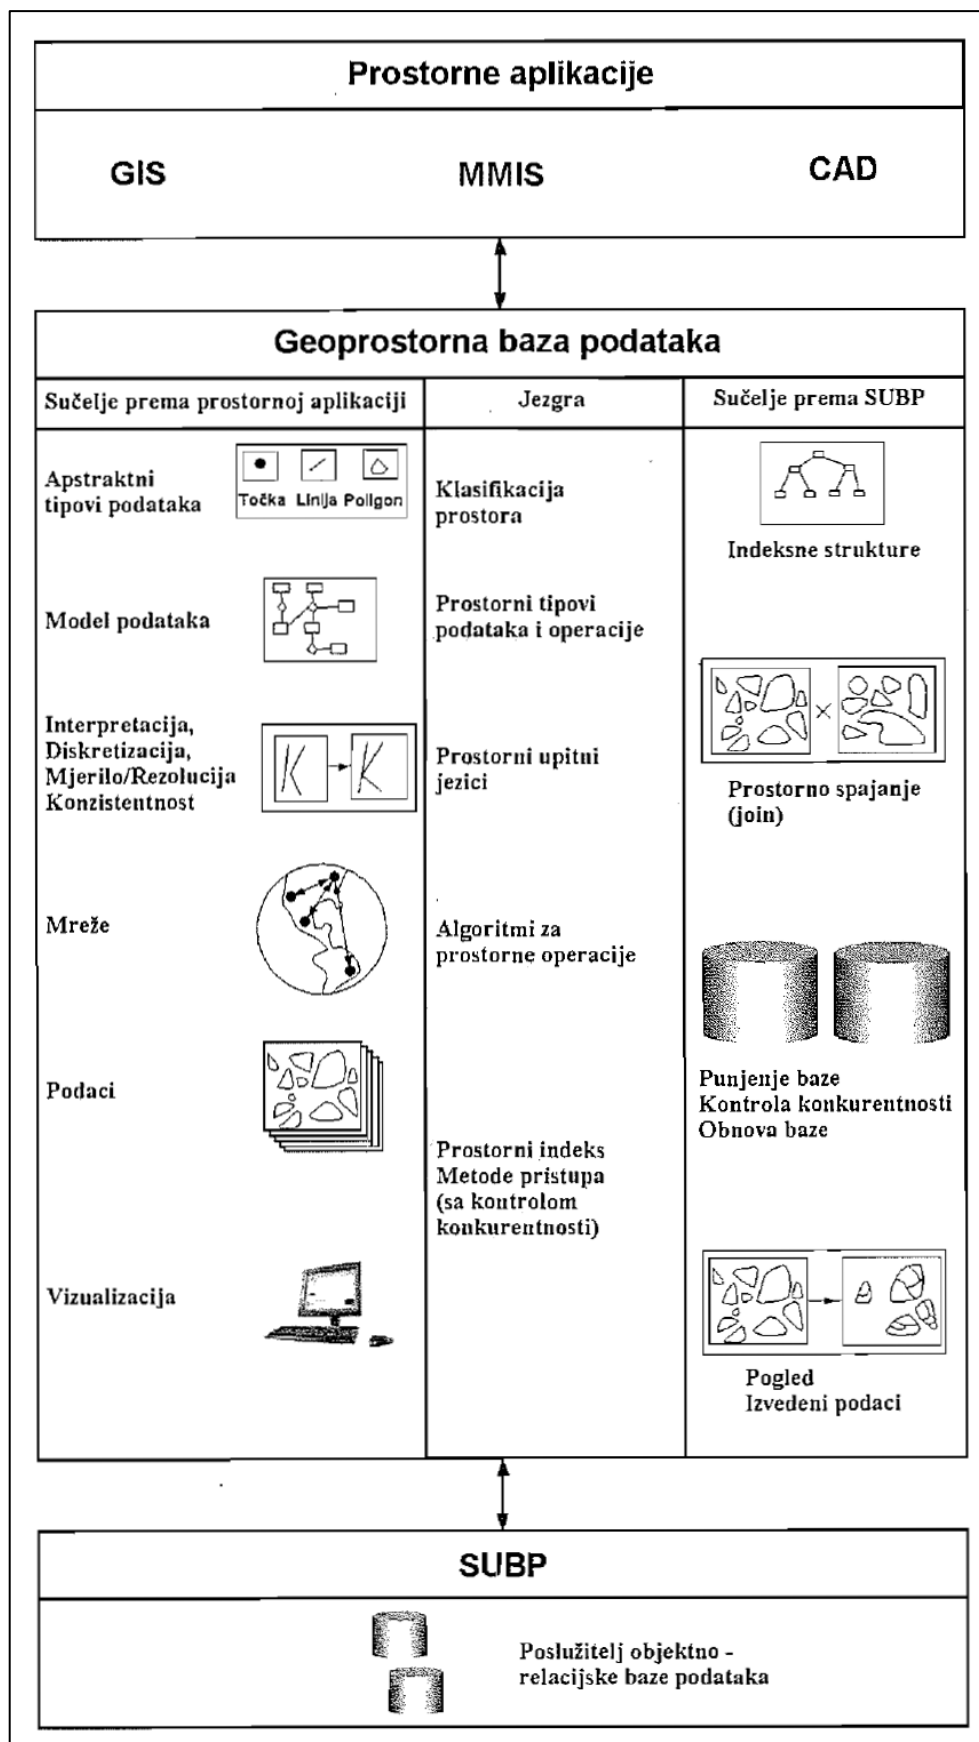 Prostorne aplikacije
GIS
MMIS
CAD
Geoprostorna baza podataka
Sučelje prema prostornoj aplikaciji
Apstraktni
tipovi podataka
Točka Linija Poligon
Model podataka
Interpretacija,
Diskretizacija,
Mjerilo/Rezolucija
Konzistentnost
Mreže
Podaci
Vizualizacija
Jezgra
Klasifikacija
prostora
Prostorni tipovi
podataka i operacije
Prostorni upitni
jezici
Algoritmi za
prostorne operacije
Prostorni indeks
Metode pristupa
(sa kontrolom
konkurentnosti)
Sučelje prema SUBP
Indeksne strukture
Prostorno spajanje
(join)
Punjenje baze
Kontrola konkurentnosti
Obnova baze
Pogled
Izvedeni podaci
SUBP
Poslužitelj objektno -
relacijske baze podataka